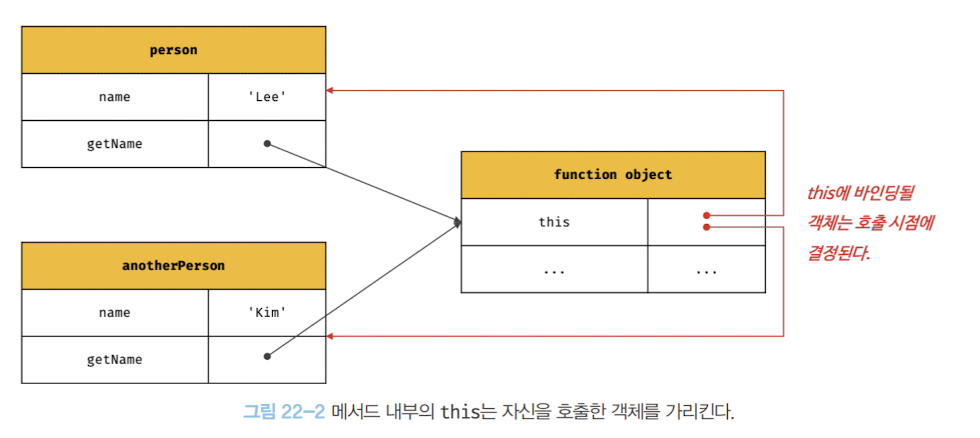 person
name 'Lee'
getName
function object
this
... ...
this에 바인딩될
객체는 호출 시점에
결정된다.
anotherPerson
name 'Kim'
getName
그림 22-2 메서드 내부의 this는 자신을 호출한 객체를 가리킨다.